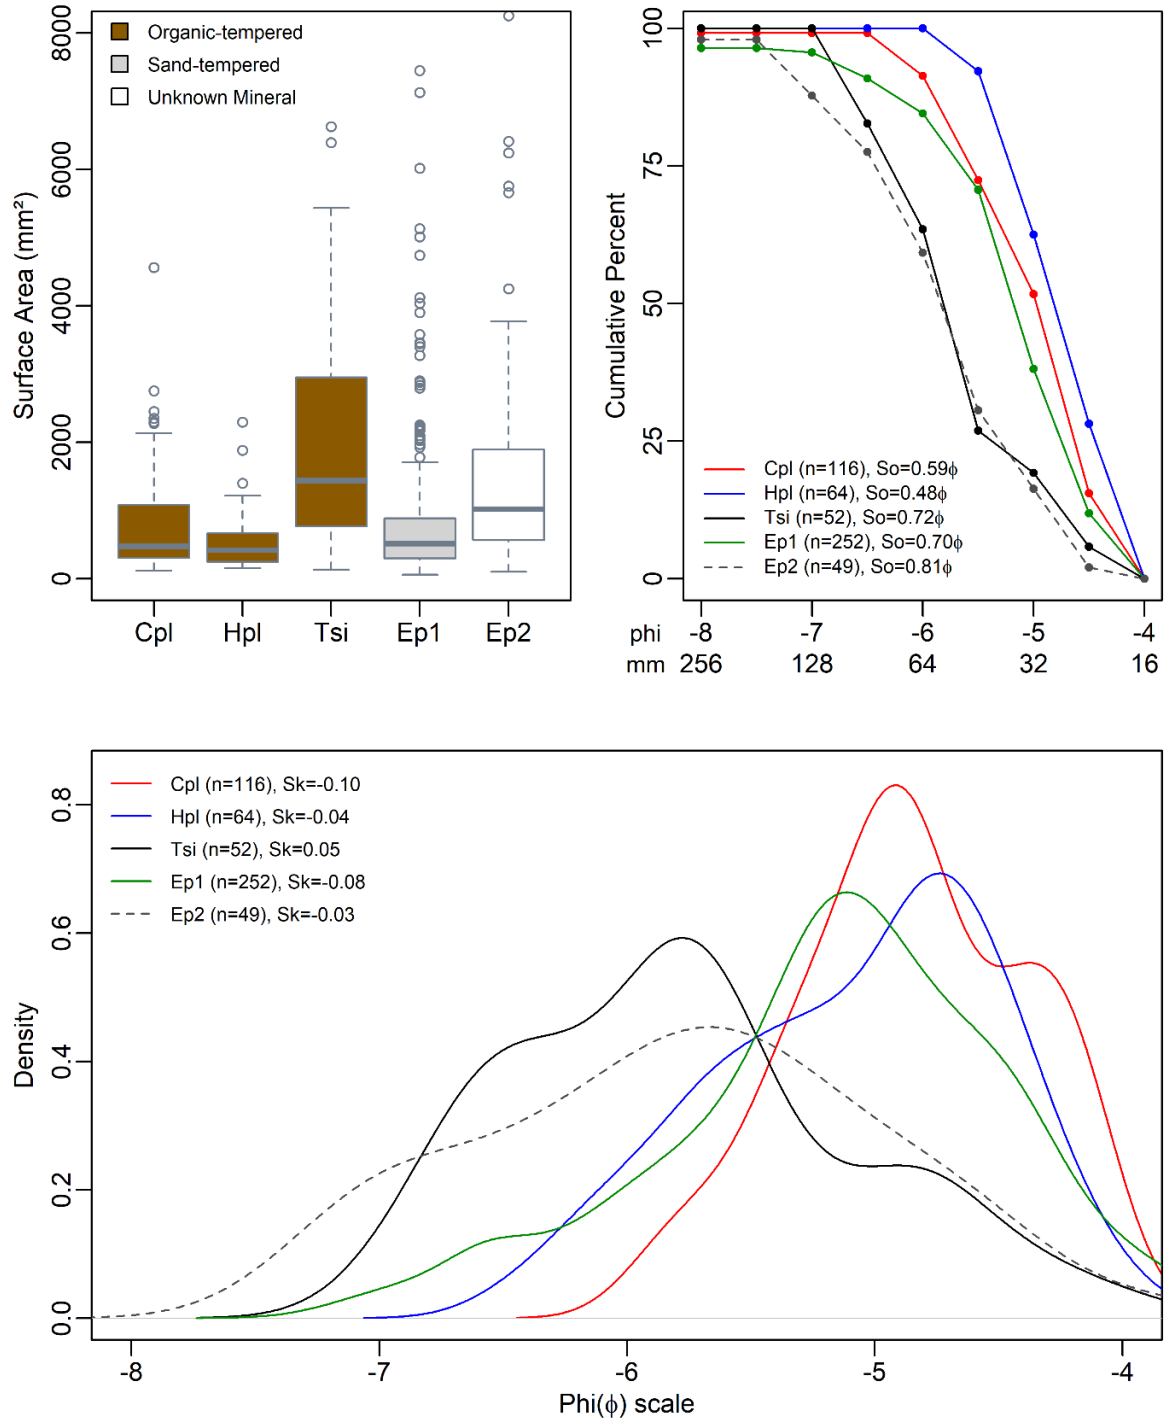 Organic-tempered
Sand-tempered
Unknown Mineral
Surface Area (mm²)
8000
6000
4000
2000
0
Cpl Hpl Tsi Ep1 Ep2
Cumulative Percent
100
75
50
25
0
Cpl (n=116), So=0.59ϕ
Hpl (n=64), So=0.48ϕ
Tsi (n=52), So=0.72ϕ
Ep1 (n=252), So=0.70ϕ
Ep2 (n=49), So=0.81ϕ
phi -8 -7 -6 -5 -4
mm 256 128 64 32 16
Cpl (n=116), Sk=-0.10
Hpl (n=64), Sk=-0.04
Tsi (n=52), Sk=0.05
Ep1 (n=252), Sk=-0.08
Ep2 (n=49), Sk=-0.03
Density
0.8
0.6
0.4
0.2
0.0
-8 -7 -6 -5 -4
Phi(ϕ) scale